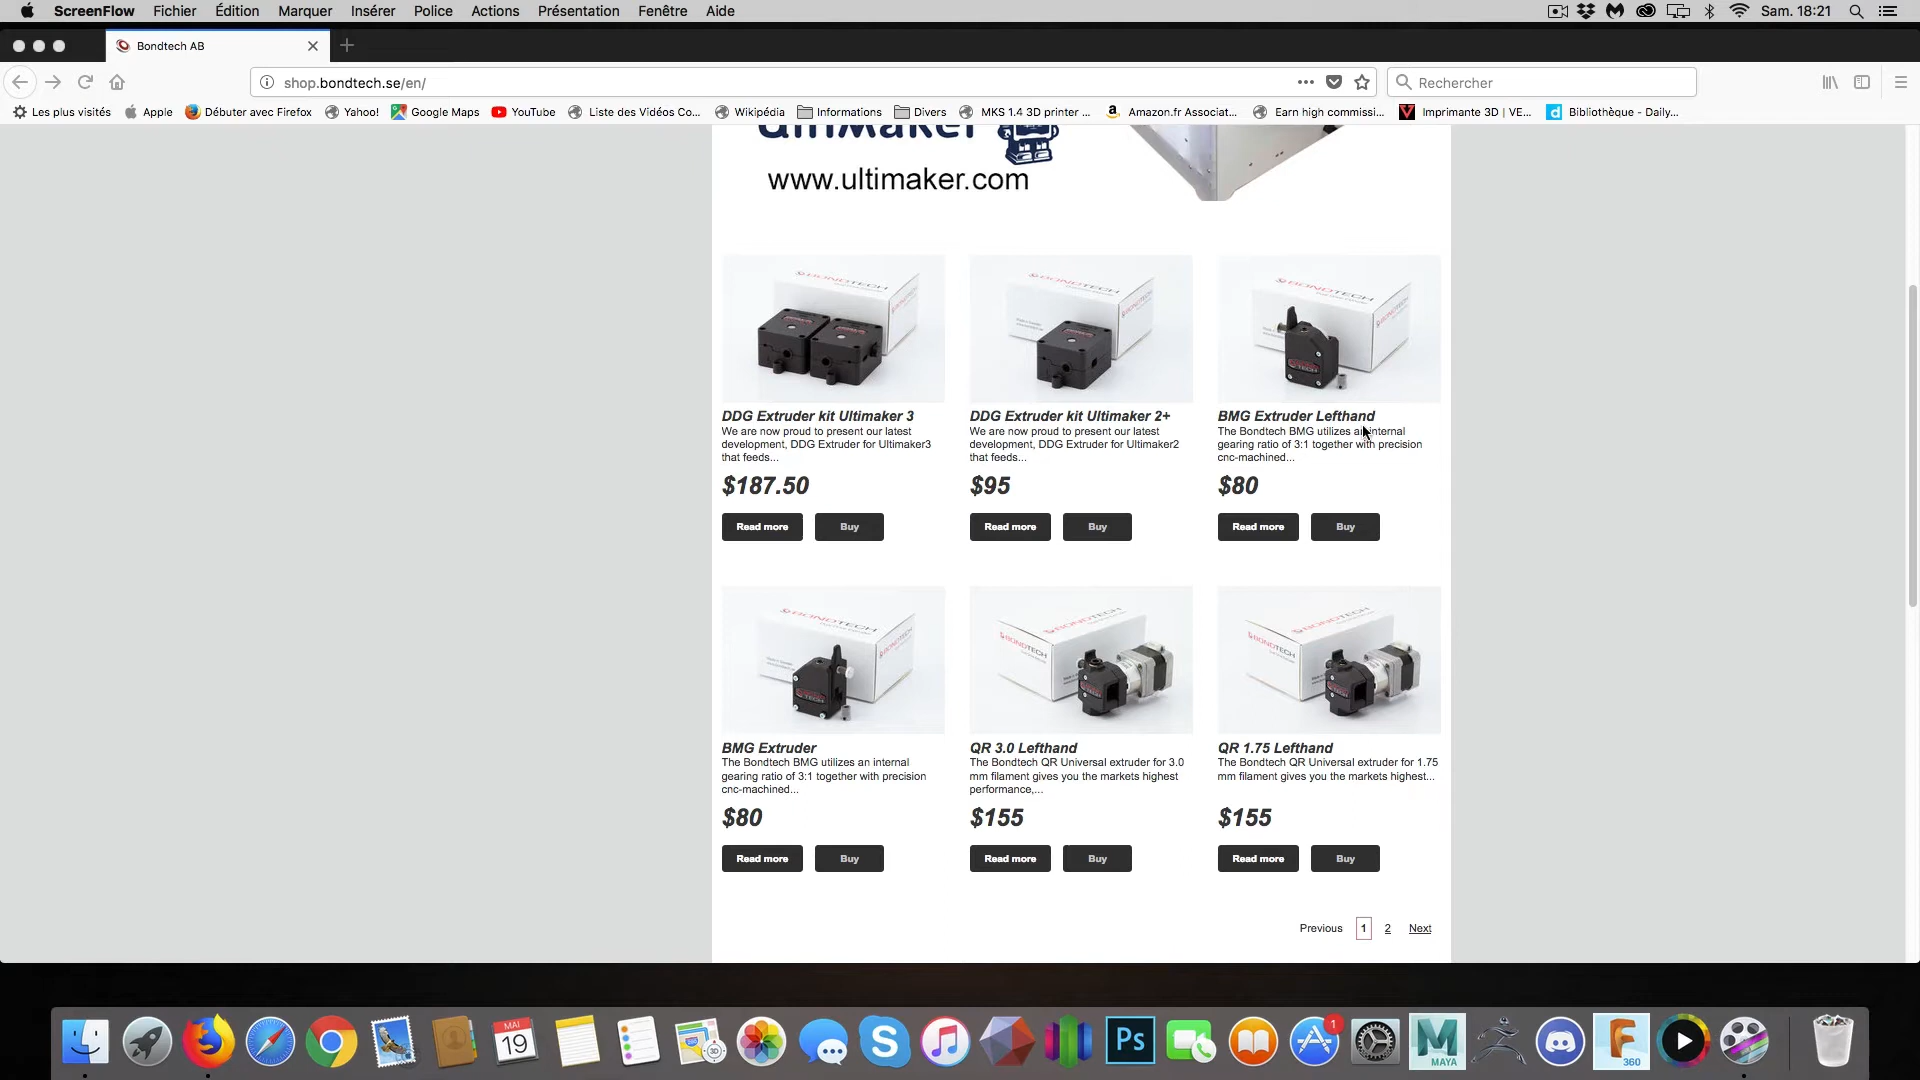 ScreenFlow Fichier Édition Marquer Insérer Police Actions Présentation Fenêtre Aide Sam. 18:21
Bondtech AB
shop.bondtech.se/en/ Rechercher
Les plus visités Apple Débuter avec Firefox Yahoo! Google Maps YouTube Liste des Vidéos Co... Wikipédia Informations Divers MKS 1.4 3D printer ... Amazon.fr Associat... Earn high commissi... Imprimante 3D | VE... Bibliothèque - Daily...
Ultimaker
www.ultimaker.com
BONDTECH BONDTECH BONDTECH
DDG Extruder kit Ultimaker 3
We are now proud to present our latest
development, DDG Extruder for Ultimaker3
that feeds...
$187.50
Read more Buy
DDG Extruder kit Ultimaker 2+
We are now proud to present our latest
development, DDG Extruder for Ultimaker2
that feeds...
$95
Read more Buy
BMG Extruder Lefthand
The Bondtech BMG utilizes an internal
gearing ratio of 3:1 together with precision
cnc-machined...
$80
Read more Buy
BONDTECH BONDTECH BONDTECH
BMG Extruder
The Bondtech BMG utilizes an internal
gearing ratio of 3:1 together with precision
cnc-machined...
$80
Read more Buy
QR 3.0 Lefthand
The Bondtech QR Universal extruder for 3.0
mm filament gives you the markets highest
performance,...
$155
Read more Buy
QR 1.75 Lefthand
The Bondtech QR Universal extruder for 1.75
mm filament gives you the markets highest...
$155
Read more Buy
Previous 1 2 Next
MAI
19
3D
Ps
1
MAYA
F
360